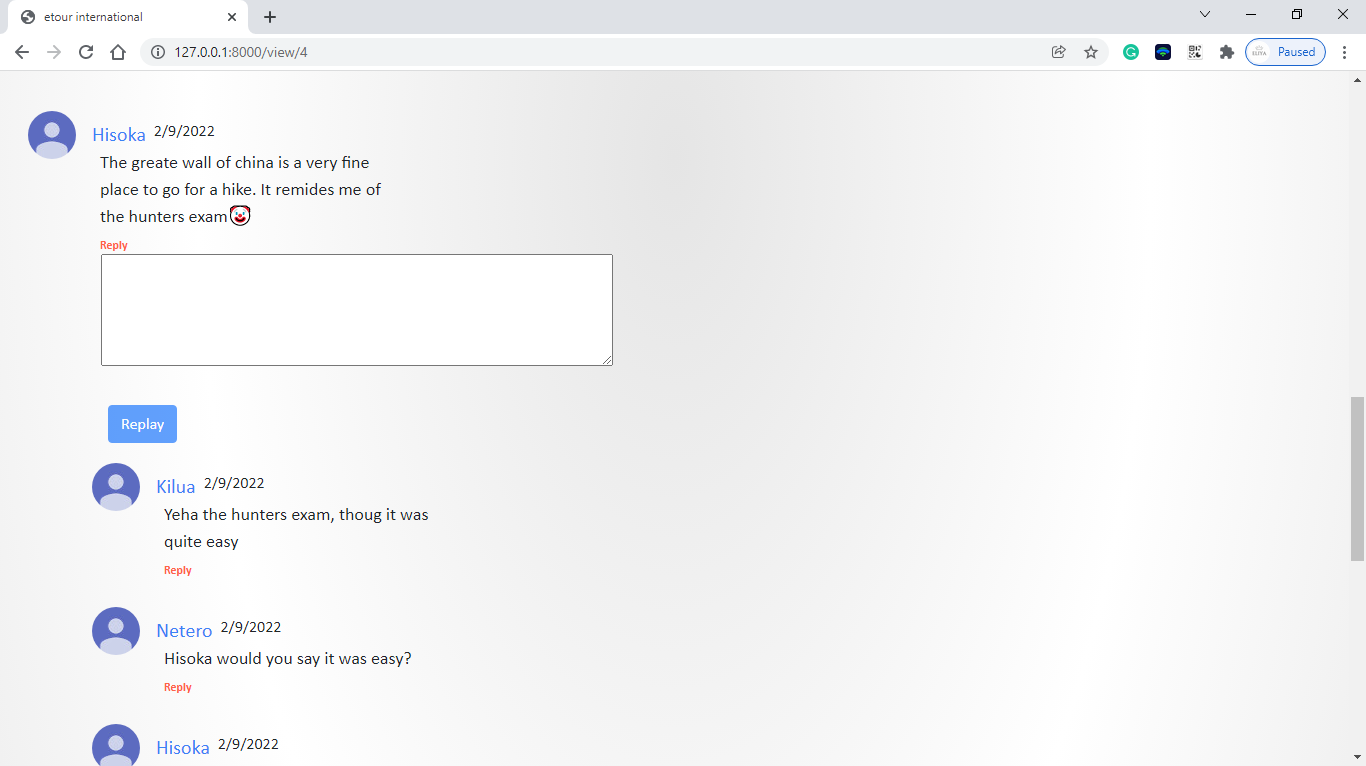 etour international
127.0.0.1:8000/view/4
Paused
Hisoka 2/9/2022
The greate wall of china is a very fine
place to go for a hike. It remides me of
the hunters exam🤡
Reply
Replay
Kilua 2/9/2022
Yeha the hunters exam, thoug it was
quite easy
Reply
Netero 2/9/2022
Hisoka would you say it was easy?
Reply
Hisoka 2/9/2022